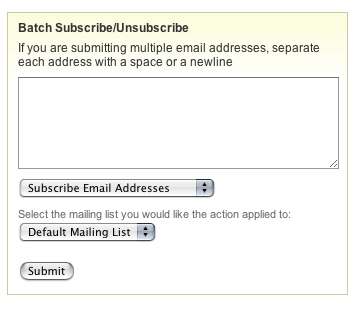 Batch Subscribe/Unsubscribe
If you are submitting multiple email addresses, separate
each address with a space or a newline
Subscribe Email Addresses
Select the mailing list you would like the action applied to:
Default Mailing List
Submit